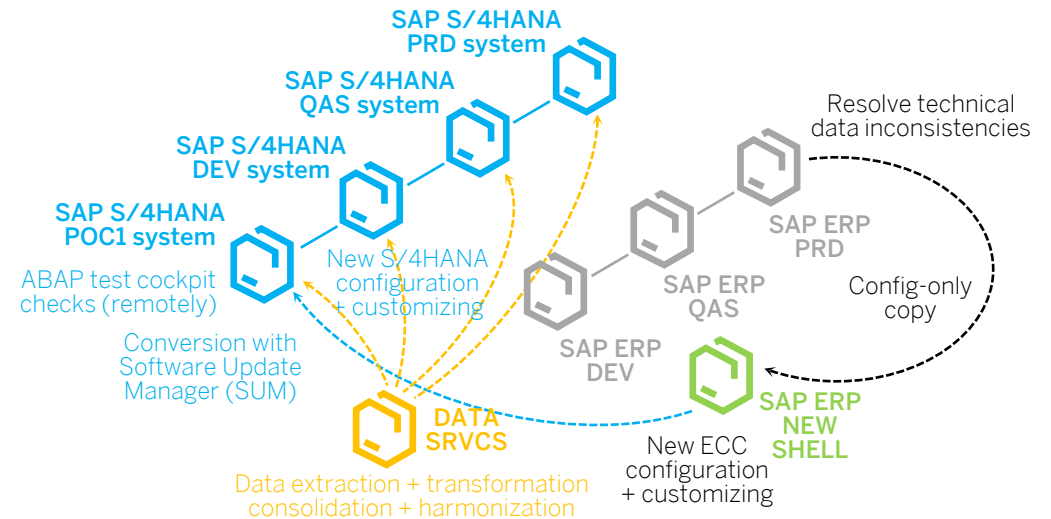 SAP S/4HANA
PRD system
SAP S/4HANA
QAS system
SAP S/4HANA
DEV system
SAP S/4HANA
POC1 system
ABAP test cockpit
checks (remotely)
Conversion with
Software Update
Manager (SUM)
New S/4HANA
configuration
+ customizing
DATA
SRVCS
Data extraction + transformation
consolidation + harmonization
Resolve technical
data inconsistencies
SAP ERP
PRD
SAP ERP
QAS
SAP ERP
DEV
Config-only
copy
SAP ERP
NEW
SHELL
New ECC
configuration
+ customizing